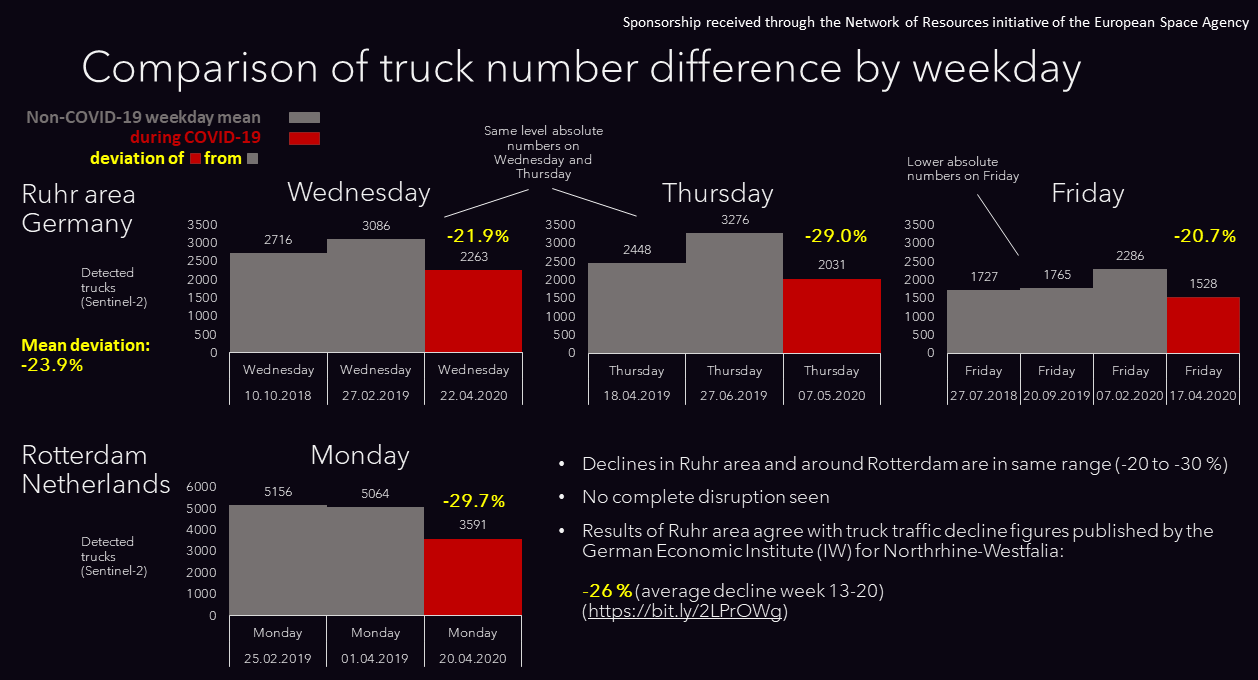 Sponsorship received through the Network of Resources initiative of the European Space Agency
Comparison of truck number difference by weekday
Non-COVID-19 weekday mean
during COVID-19
deviation of from
Same level absolute
numbers on
Wednesday and
Thursday
Lower absolute
numbers on Friday
Ruhr area
Germany
Detected
trucks
(Sentinel-2)
Mean deviation:
-23.9%
Wednesday
3500
3000
2500
2000
1500
1000
500
0
2716
3086
-21.9%
2263
Wednesday Wednesday Wednesday
10.10.2018 27.02.2019 22.04.2020
Thursday
3500
3000
2500
2000
1500
1000
500
0
2448
3276
-29.0%
2031
Thursday Thursday Thursday
18.04.2019 27.06.2019 07.05.2020
Friday
3500
3000
2500
2000
1500
1000
500
0
1727
1765
2286
-20.7%
1528
Friday Friday Friday Friday
27.07.2018 20.09.2019 07.02.2020 17.04.2020
Rotterdam
Netherlands
Detected
trucks
(Sentinel-2)
Monday
6000
5000
4000
3000
2000
1000
0
5156
5064
-29.7%
3591
Monday Monday Monday
25.02.2019 01.04.2019 20.04.2020
• Declines in Ruhr area and around Rotterdam are in same range (-20 to -30 %)
• No complete disruption seen
• Results of Ruhr area agree with truck traffic decline figures published by the
German Economic Institute (IW) for Northrhine-Westfalia:
-26 % (average decline week 13-20)
(https://bit.ly/2LPrOWg)